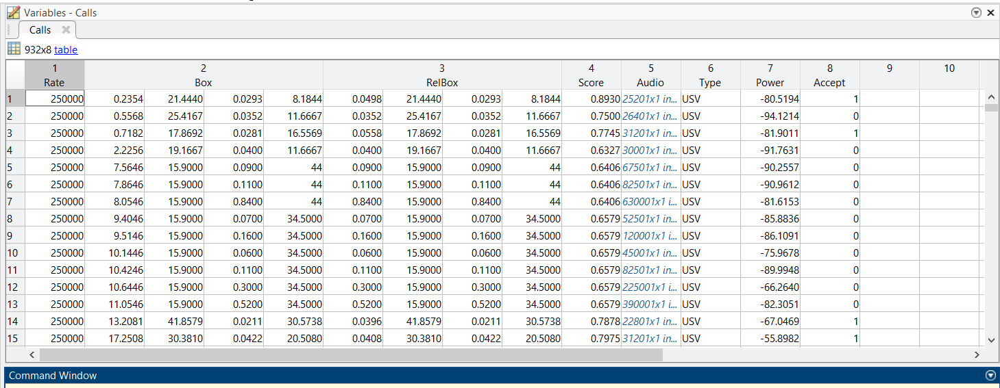 Variables - Calls
Calls
932x8 table
1 2 3 4 5 6 7 8 9 10
Rate Box RelBox Score Audio Type Power Accept
1 250000 0.2354 21.4440 0.0293 8.1844 0.0498 21.4440 0.0293 8.1844 0.8930 25201x1 in... USV -80.5194 1
2 250000 0.5568 25.4167 0.0352 11.6667 0.0352 25.4167 0.0352 11.6667 0.7500 26401x1 in... USV -94.1214 0
3 250000 0.7182 17.8692 0.0281 16.5569 0.0558 17.8692 0.0281 16.5569 0.7745 31201x1 in... USV -81.9011 1
4 250000 2.2256 19.1667 0.0400 11.6667 0.0400 19.1667 0.0400 11.6667 0.6327 30001x1 in... USV -91.7631 0
5 250000 7.5646 15.9000 0.0900 44 0.0900 15.9000 0.0900 44 0.6406 67501x1 in... USV -90.2557 0
6 250000 7.8646 15.9000 0.1100 44 0.1100 15.9000 0.1100 44 0.6406 82501x1 in... USV -90.9612 0
7 250000 8.0546 15.9000 0.8400 44 0.8400 15.9000 0.8400 44 0.6406 630001x1 i... USV -81.6153 0
8 250000 9.4046 15.9000 0.0700 34.5000 0.0700 15.9000 0.0700 34.5000 0.6579 52501x1 in... USV -85.8836 0
9 250000 9.5146 15.9000 0.1600 34.5000 0.1600 15.9000 0.1600 34.5000 0.6579 120001x1 i... USV -86.1091 0
10 250000 10.1446 15.9000 0.0600 34.5000 0.0600 15.9000 0.0600 34.5000 0.6579 45001x1 in... USV -75.9678 0
11 250000 10.4246 15.9000 0.1100 34.5000 0.1100 15.9000 0.1100 34.5000 0.6579 82501x1 in... USV -89.9948 0
12 250000 10.6446 15.9000 0.3000 34.5000 0.3000 15.9000 0.3000 34.5000 0.6579 225001x1 i... USV -66.2640 0
13 250000 11.0546 15.9000 0.5200 34.5000 0.5200 15.9000 0.5200 34.5000 0.6579 390001x1 i... USV -82.3051 0
14 250000 13.2081 41.8579 0.0211 30.5738 0.0396 41.8579 0.0211 30.5738 0.7878 22801x1 in... USV -67.0469 1
15 250000 17.2508 30.3810 0.0422 20.5080 0.0408 30.3810 0.0422 20.5080 0.7975 31201x1 in... USV -55.8982 1
Command Window